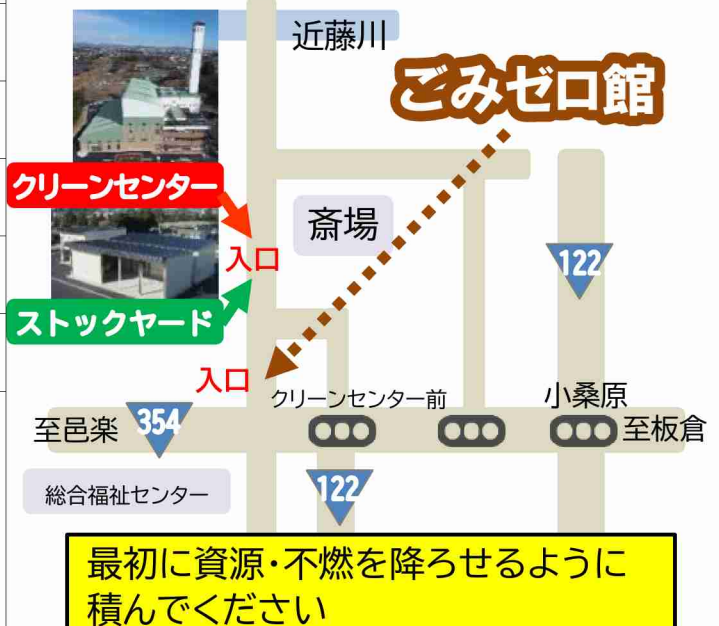 近藤川
ごみゼロ館
クリーンセンター
斎場
入口
122
ストックヤード
入口
クリーンセンター前
小桑原
至邑楽
354
至板倉
総合福祉センター
122
最初に資源・不燃を降ろせるように
積んでください